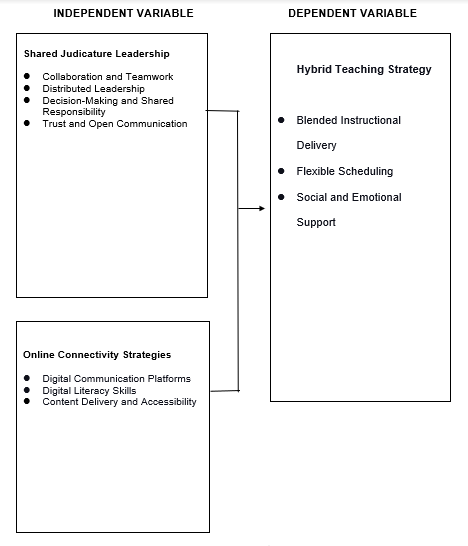 INDEPENDENT VARIABLE
DEPENDENT VARIABLE
Shared Judicature Leadership
● Collaboration and Teamwork
● Distributed Leadership
● Decision-Making and Shared
Responsibility
● Trust and Open Communication
Online Connectivity Strategies
● Digital Communication Platforms
● Digital Literacy Skills
● Content Delivery and Accessibility
Hybrid Teaching Strategy
● Blended Instructional
Delivery
● Flexible Scheduling
● Social and Emotional
Support